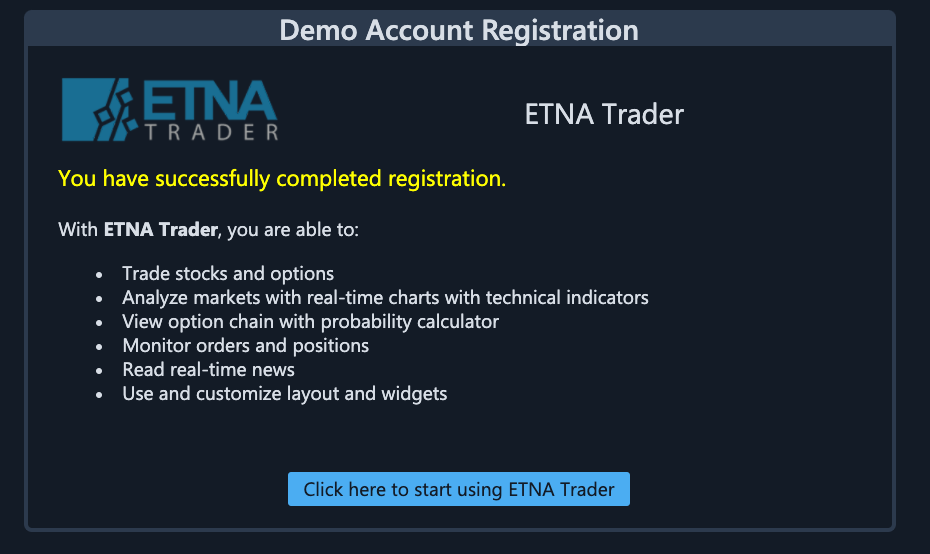 Demo Account Registration
ETNA
TRADER
ETNA Trader
You have successfully completed registration.
With ETNA Trader, you are able to:
• Trade stocks and options
• Analyze markets with real-time charts with technical indicators
• View option chain with probability calculator
• Monitor orders and positions
• Read real-time news
• Use and customize layout and widgets
Click here to start using ETNA Trader